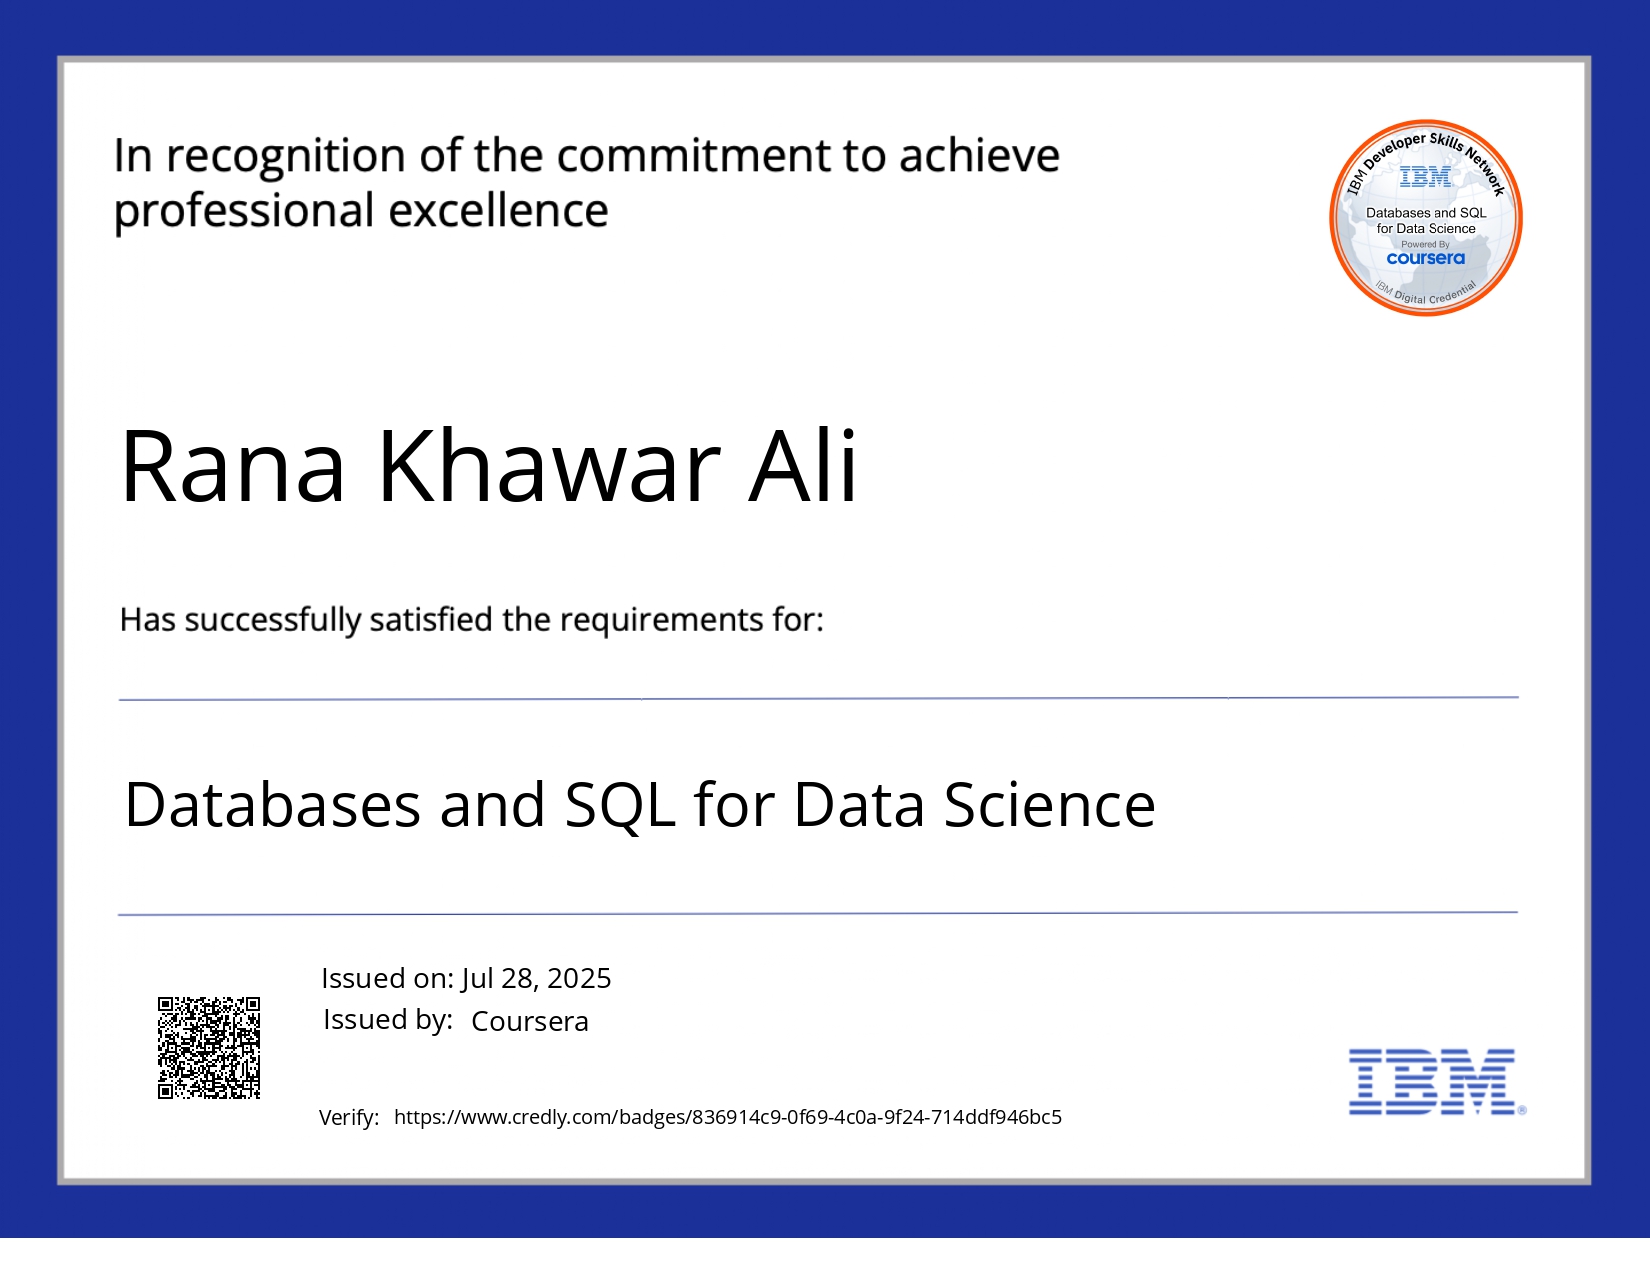 In recognition of the commitment to achieve
professional excellence
IBM Developer Skills Network
IBM
Databases and SQL
for Data Science
Powered By
coursera
IBM Digital Credential
Rana Khawar Ali
Has successfully satisfied the requirements for:
Databases and SQL for Data Science
Issued on: Jul 28, 2025
Issued by: Coursera
Verify: https://www.credly.com/badges/836914c9-0f69-4c0a-9f24-714ddf946bc5
IBM®